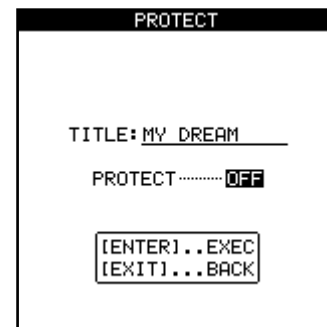 PROTECT
TITLE:MY DREAM
PROTECT·········· OFF
[ENTER]..EXEC
[EXIT]...BACK